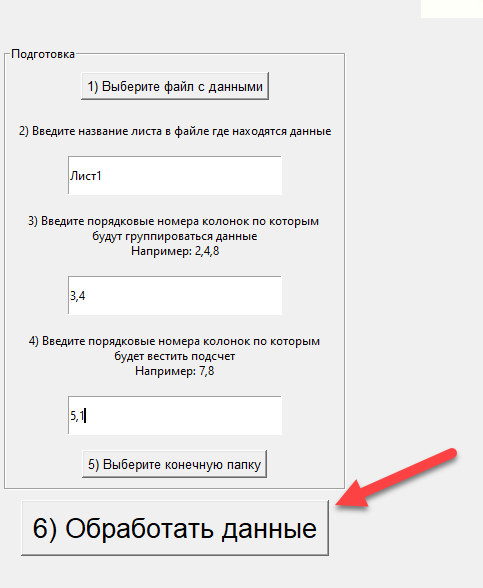 Подготовка
1) Выберите файл с данными
2) Введите название листа в файле где находятся данные
Лист1
3) Введите порядковые номера колонок по которым
будут группироваться данные
Например: 2,4,8
3,4
4) Введите порядковые номера колонок по которым
будет вестить подсчет
Например: 7,8
5,1
5) Выберите конечную папку
6) Обработать данные